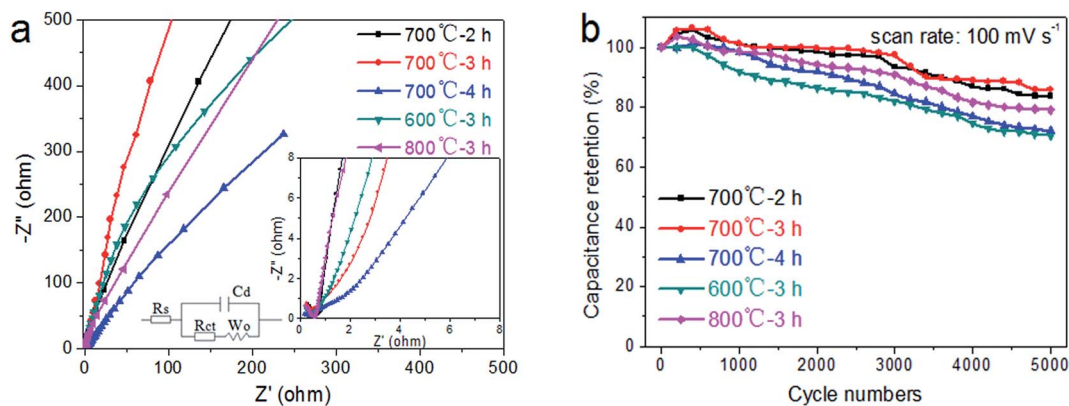 a
-Z" (ohm)
500
400
300
200
100
0
0
50
100
150
200
250
300
Z' (ohm)
700℃-2 h
700℃-3 h
700℃-4 h
600℃-3 h
800℃-3 h
Rs
Cd
Rct
Wo
-Z" (ohm)
8
6
4
2
0
2
4
6
8
Z' (ohm)
b
Capacitance retention (%)
100
80
60
40
20
0
0
1000
2000
3000
4000
5000
Cycle numbers
scan rate: 100 mV s⁻¹
700℃-2 h
700℃-3 h
700℃-4 h
600℃-3 h
800℃-3 h